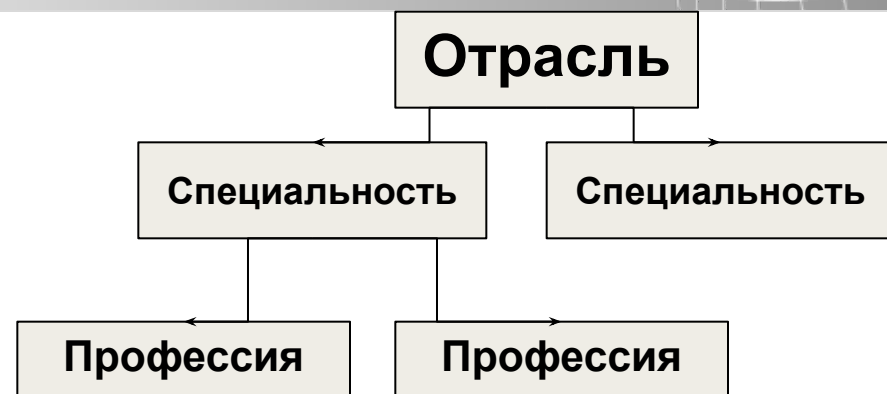 Отрасль
Специальность
Специальность
Профессия
Профессия